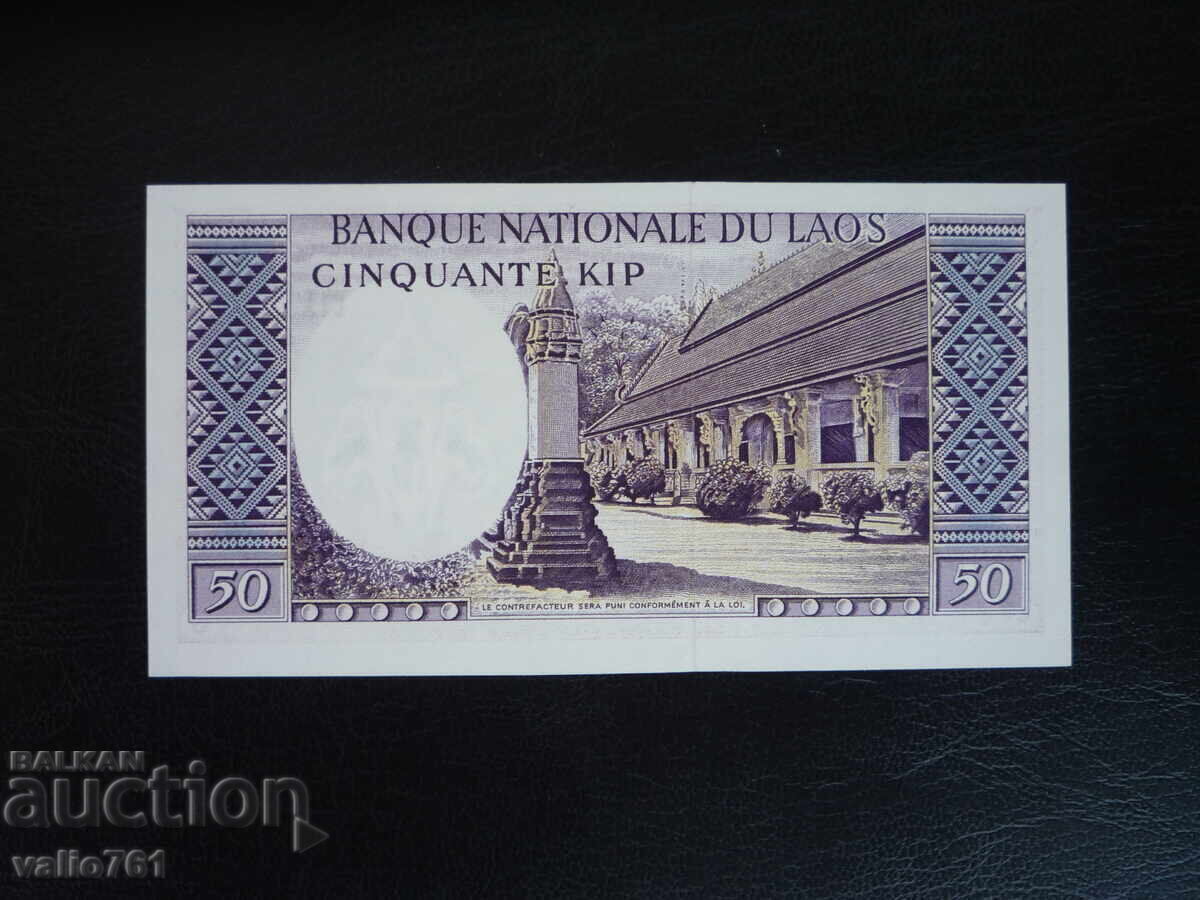 BANQUE NATIONALE DU LAOS
CINQUANTE KIP
50
50
LE CONTREFACTEUR SERA PUNI CONFORMÉMENT À LA LOI.
BALKAN
auction
valio761